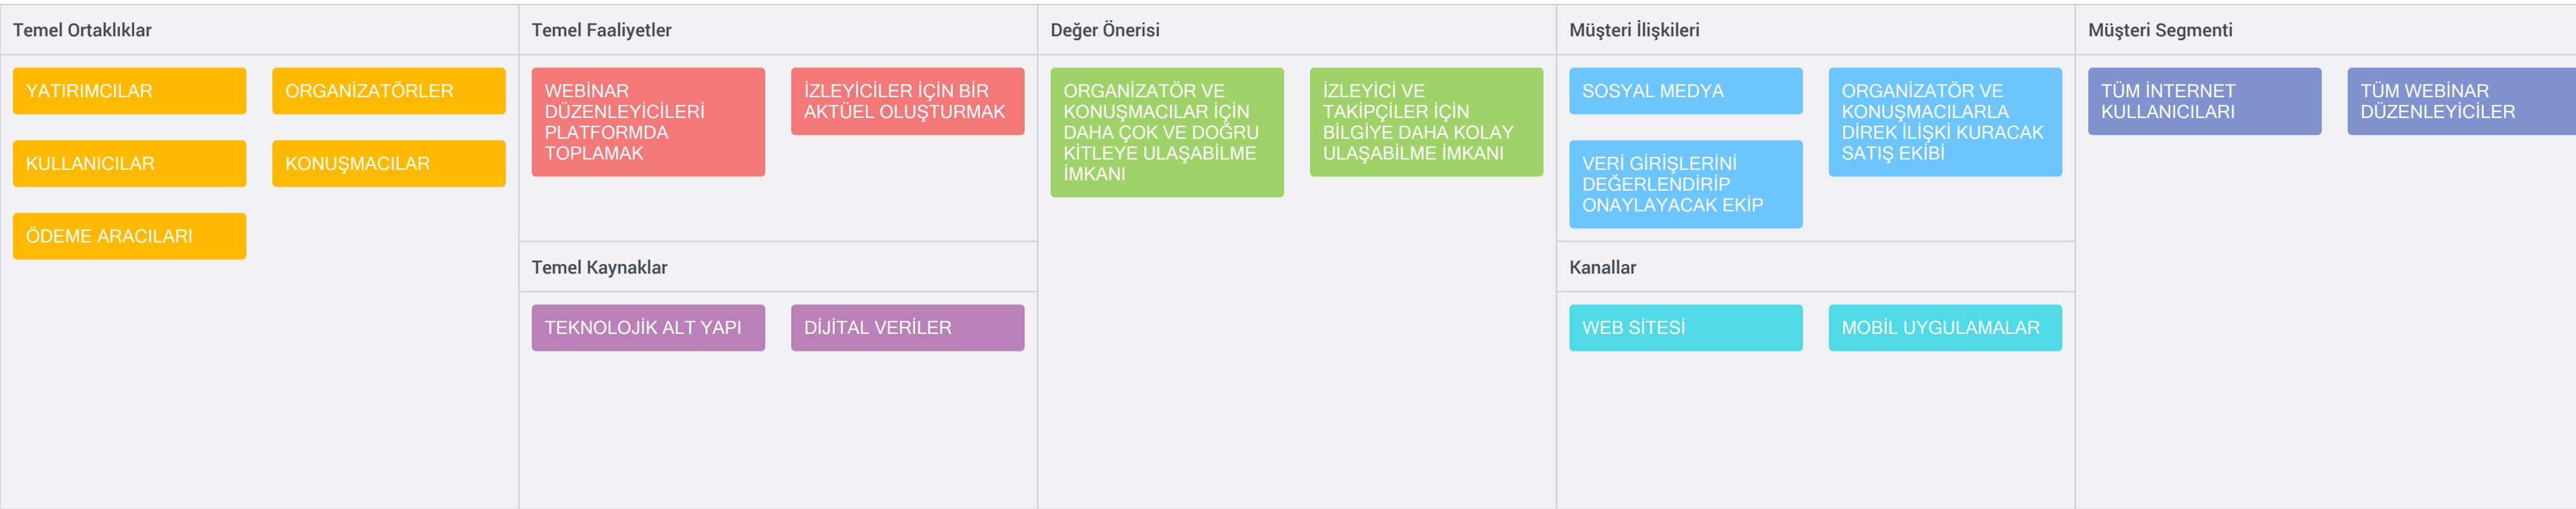 Temel Ortaklıklar
YATIRIMCILAR
ORGANİZATÖRLER
KULLANICILAR
KONUŞMACILAR
ÖDEME ARACILARI
Temel Faaliyetler
WEBİNAR
DÜZENLEYİCİLERİ
PLATFORMDA
TOPLAMAK
İZLEYİCİLER İÇİN BİR
AKTÜEL OLUŞTURMAK
Temel Kaynaklar
TEKNOLOJİK ALT YAPI
DİJİTAL VERİLER
Değer Önerisi
ORGANİZATÖR VE
KONUŞMACILAR İÇİN
DAHA ÇOK VE DOĞRU
KİTLEYE ULAŞABİLME
İMKANI
İZLEYİCİ VE
TAKİPÇİLER İÇİN
BİLGİYE DAHA KOLAY
ULAŞABİLME İMKANI
Müşteri İlişkileri
SOSYAL MEDYA
ORGANİZATÖR VE
KONUŞMACILARLA
DİREK İLİŞKİ KURACAK
SATIŞ EKİBİ
VERİ GİRİŞLERİNİ
DEĞERLENDİRİP
ONAYLAYACAK EKİP
Kanallar
WEB SİTESİ
MOBİL UYGULAMALAR
Müşteri Segmenti
TÜM İNTERNET
KULLANICILARI
TÜM WEBİNAR
DÜZENLEYİCİLER